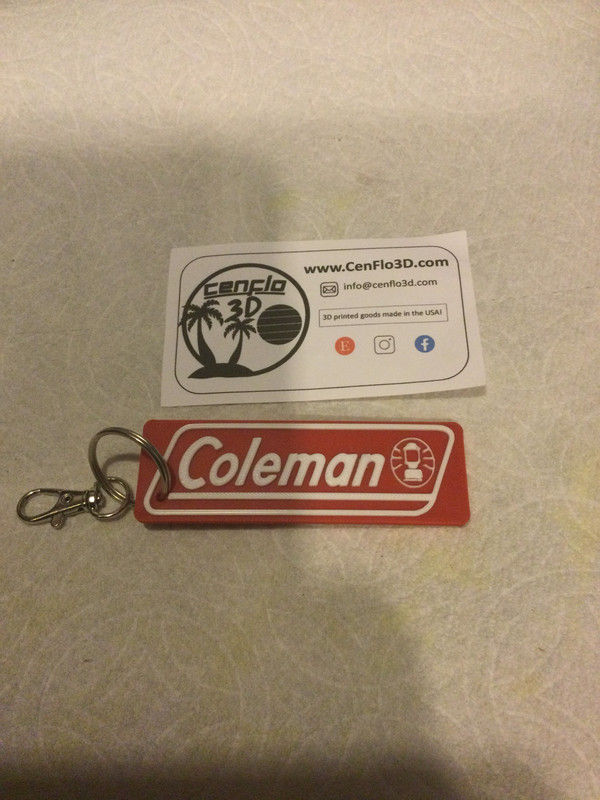 cenflo
3D
www.CenFlo3D.com
info@cenflo3d.com
3D printed goods made in the USA!
E
f
Coleman